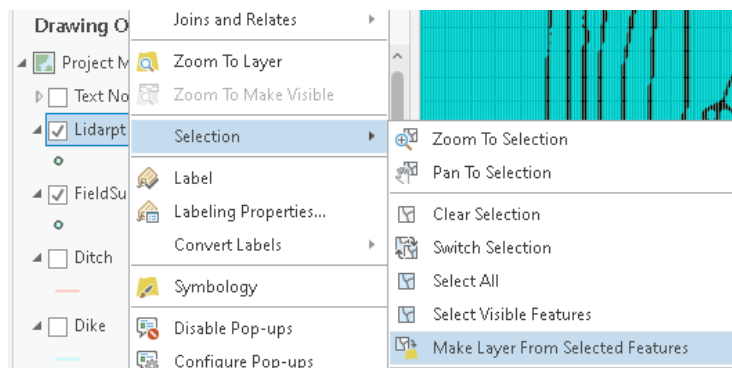 Drawing O
Project M
Text No
Lidarpt
FieldSu
Ditch
Dike
Joins and Relates
Zoom To Layer
Zoom To Make Visible
Selection
Label
Labeling Properties...
Convert Labels
Symbology
Disable Pop-ups
Configure Pop-ups
Zoom To Selection
Pan To Selection
Clear Selection
Switch Selection
Select All
Select Visible Features
Make Layer From Selected Features